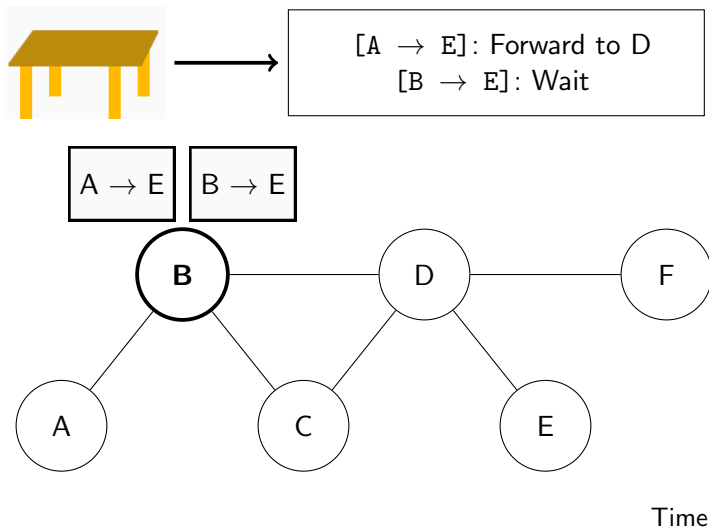 [A → E]: Forward to D
[B → E]: Wait
A → E
B → E
B
D
F
A
C
E
Time